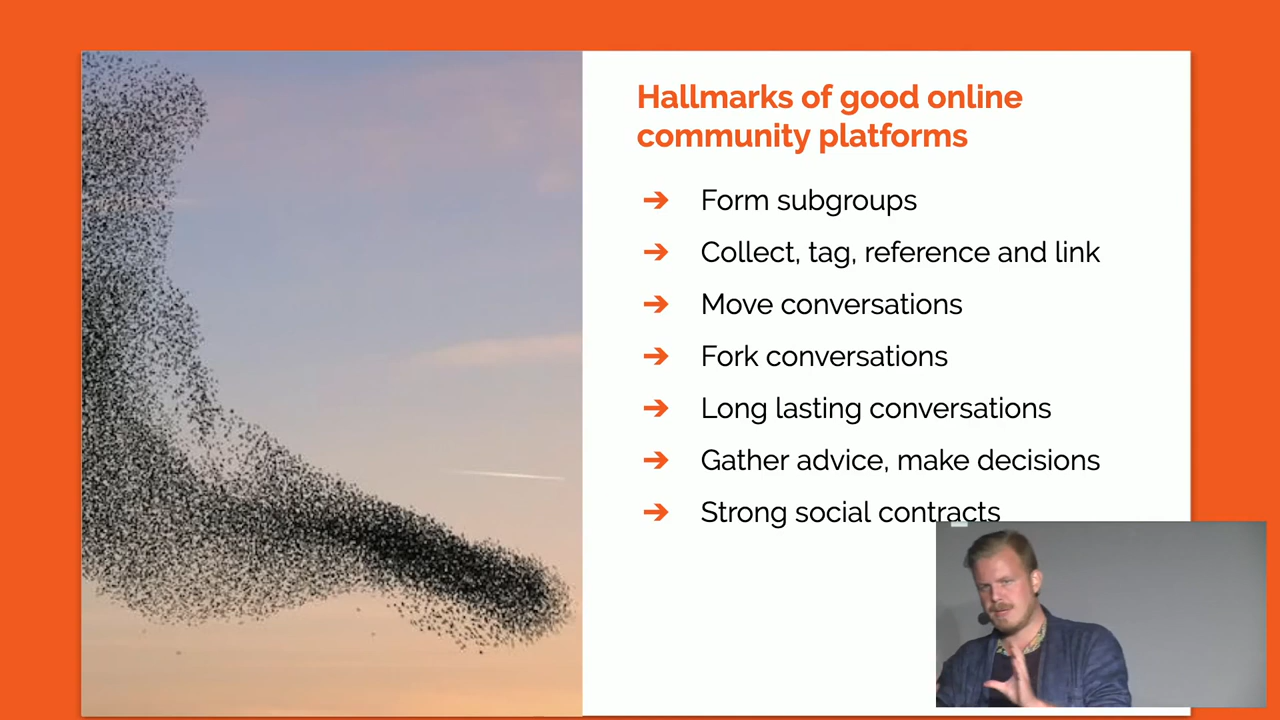 Hallmarks of good online
community platforms
➔ Form subgroups
➔ Collect, tag, reference and link
➔ Move conversations
➔ Fork conversations
➔ Long lasting conversations
➔ Gather advice, make decisions
➔ Strong social contracts